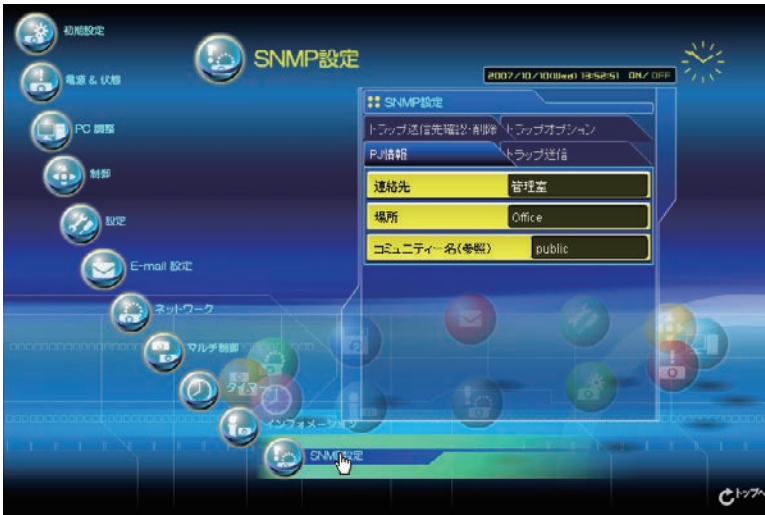 初期設定
電源 & 状態
PC 調整
制御
設定
E-mail 設定
ネットワーク
マルチ制御
タイマー
インフォメーション
SNMP設定
SNMP設定
2007/10/10(Wed) 13:52:51 ON/ OFF
SNMP設定
トラップ送信先確認・削除 トラップオプション
PJ情報 トラップ送信
連絡先 管理室
場所 Office
コミュニティー名(参照) public
トップへ